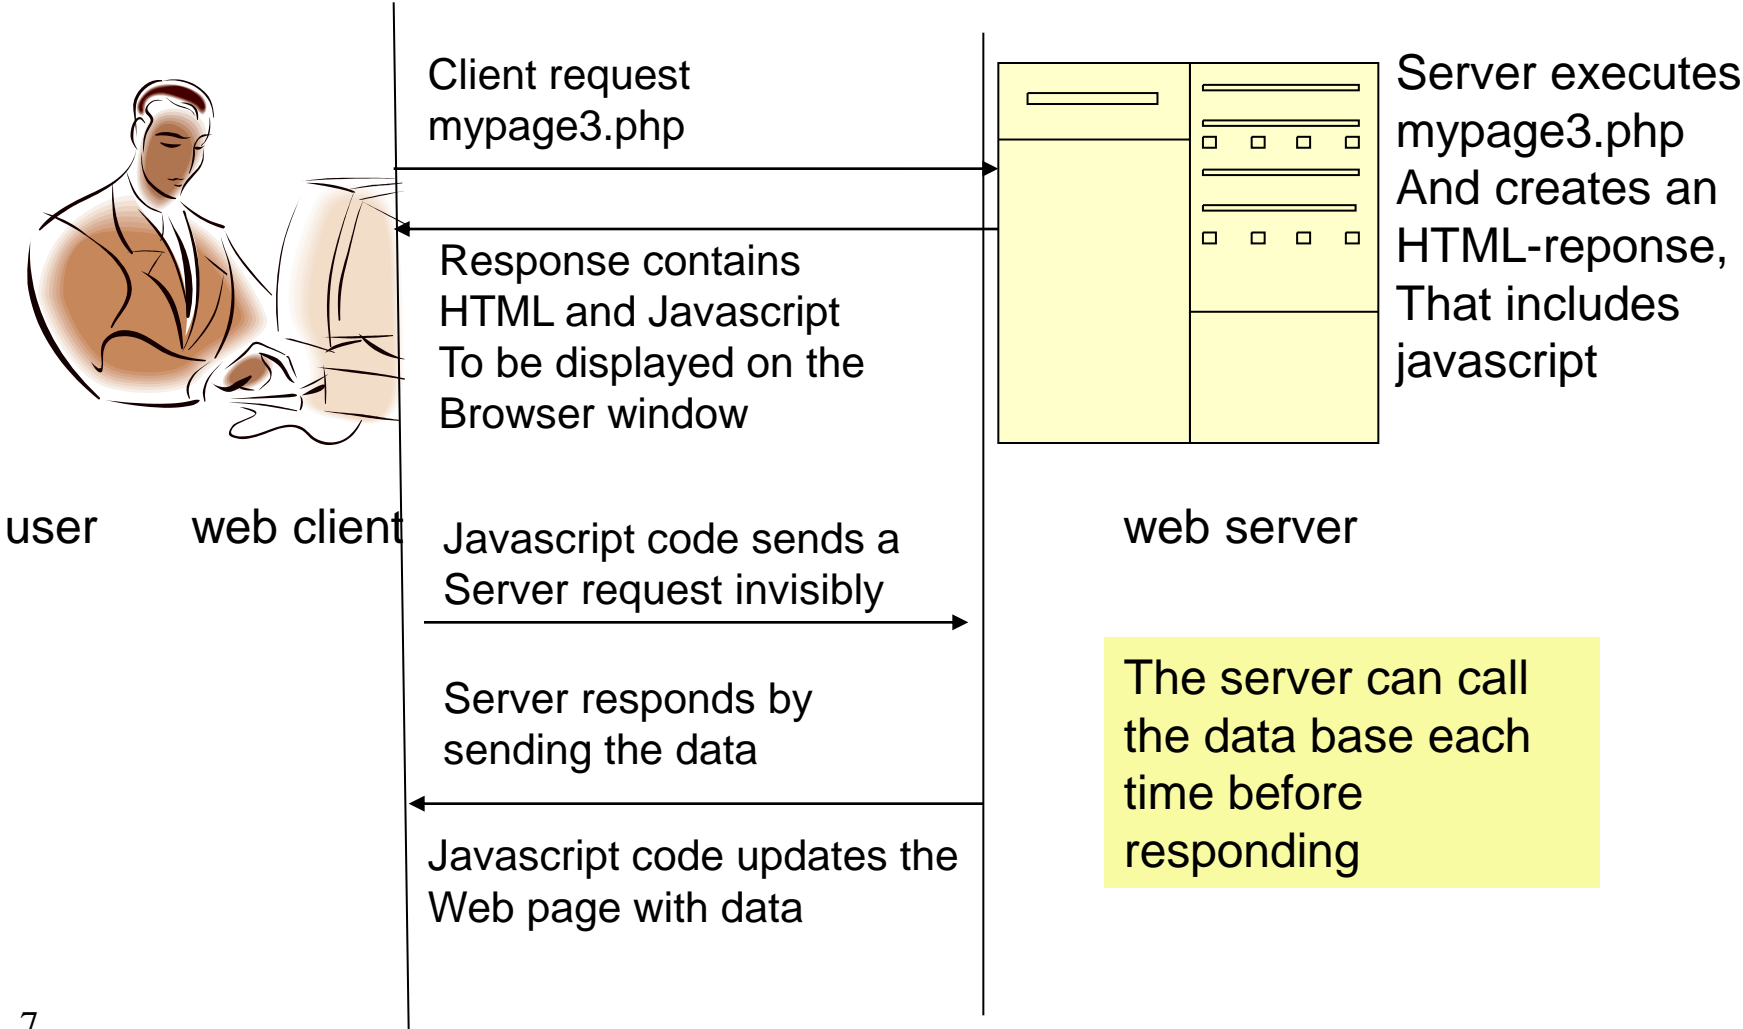 Client request
mypage3.php
Server executes
mypage3.php
And creates an
HTML-reponse,
That includes
javascript
Response contains
HTML and Javascript
To be displayed on the
Browser window
user
web client
web server
Javascript code sends a
Server request invisibly
Server responds by
sending the data
The server can call
the data base each
time before
responding
Javascript code updates the
Web page with data
7